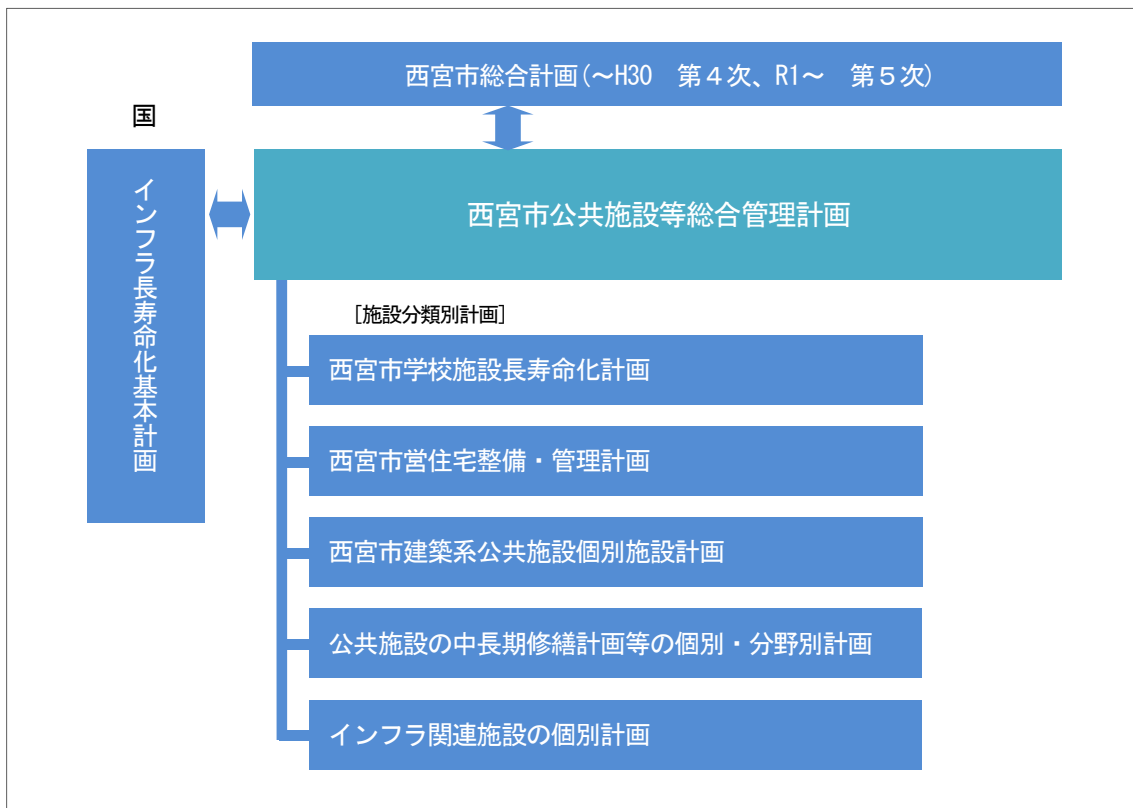 西宮市総合計画(～H30　第４次、R1～　第５次)
国
インフラ長寿命化基本計画
西宮市公共施設等総合管理計画
[施設分類別計画]
西宮市学校施設長寿命化計画
西宮市営住宅整備・管理計画
西宮市建築系公共施設個別施設計画
公共施設の中長期修繕計画等の個別・分野別計画
インフラ関連施設の個別計画